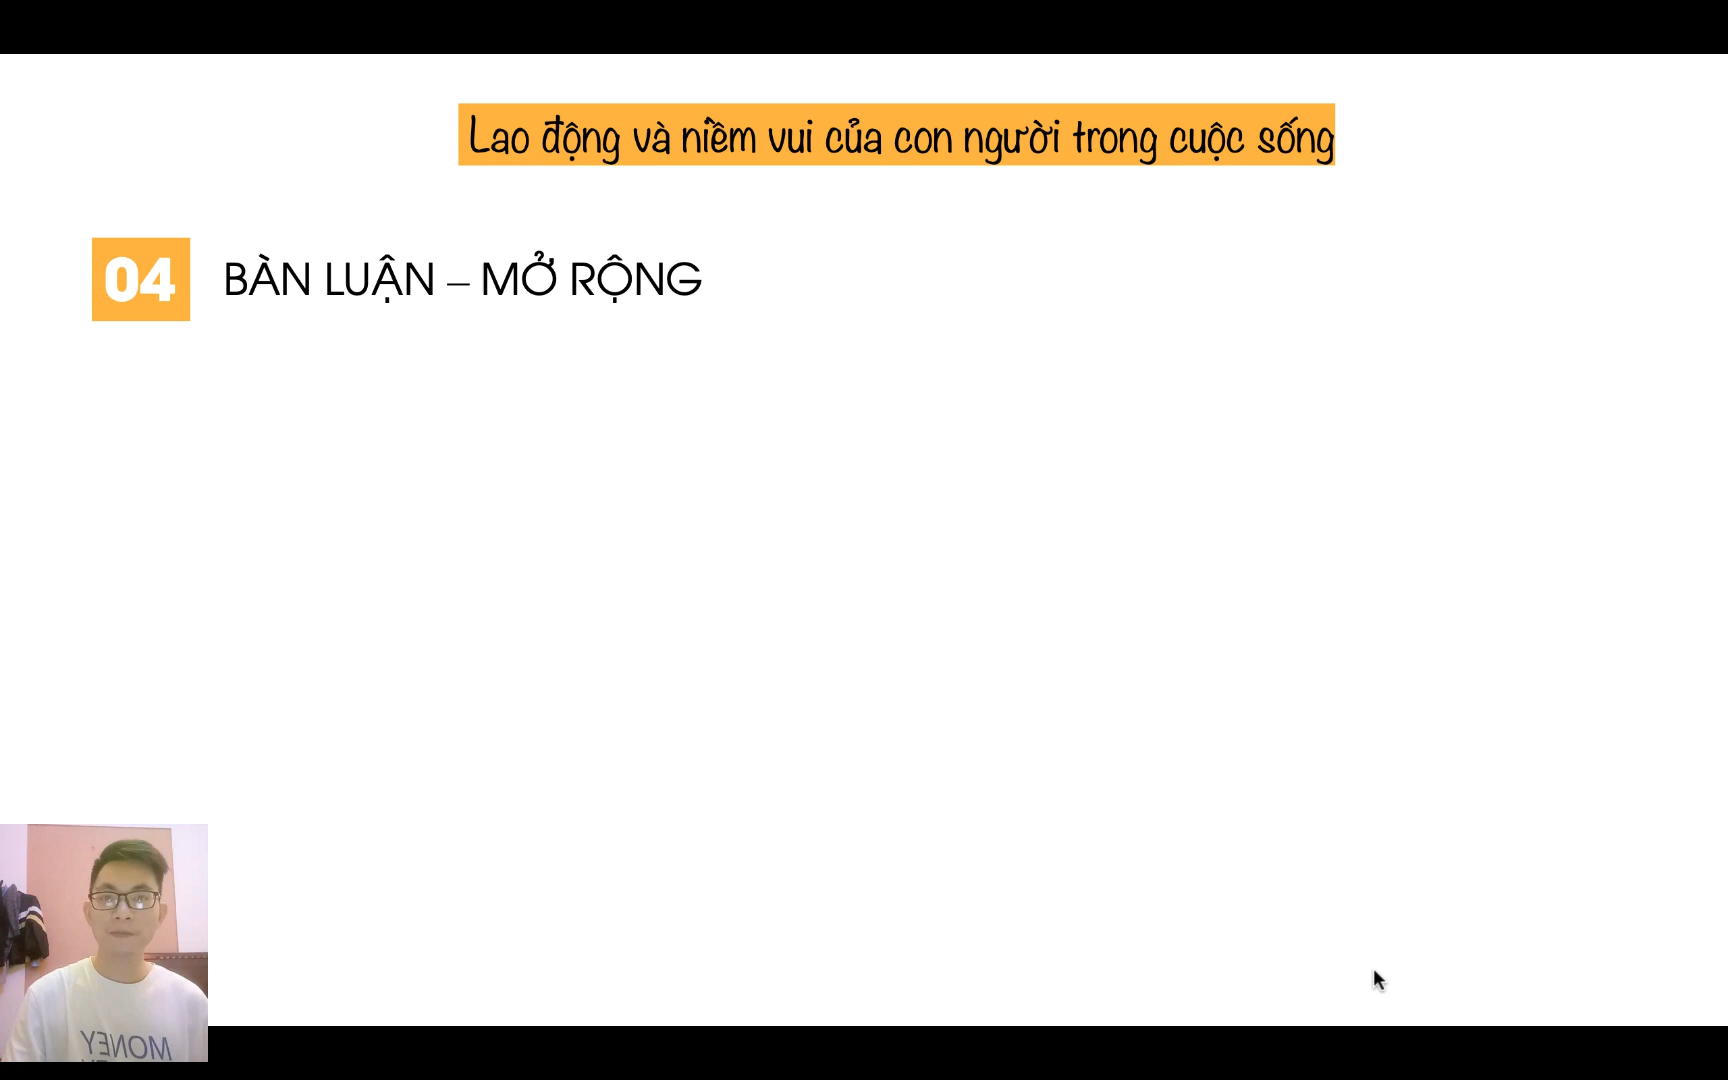 Lao động và niềm vui của con người trong cuộc sống
04 BÀN LUẬN – MỞ RỘNG
MONEY